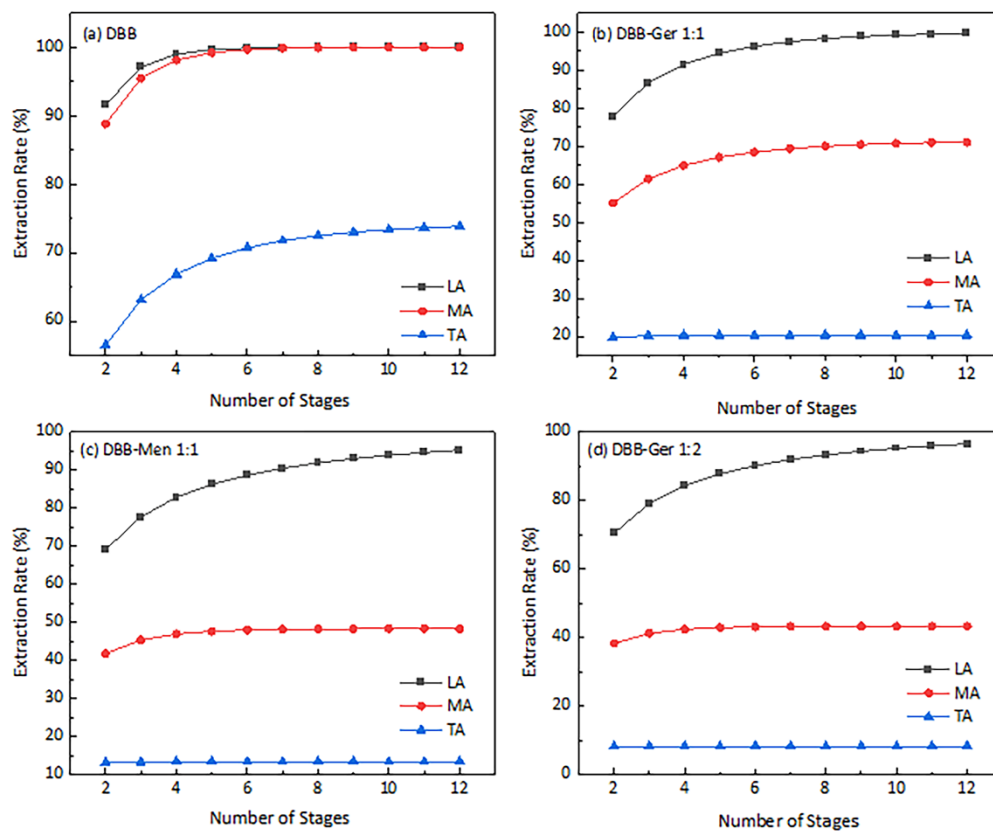 (a) DBB
Extraction Rate (%)
100
90
80
70
60
LA
MA
TA
2 4 6 8 10 12
Number of Stages
(b) DBB-Ger 1:1
Extraction Rate (%)
100
90
80
70
60
50
40
30
20
LA
MA
TA
2 4 6 8 10 12
Number of Stages
(c) DBB-Men 1:1
Extraction Rate (%)
100
90
80
70
60
50
40
30
20
10
LA
MA
TA
2 4 6 8 10 12
Number of Stages
(d) DBB-Ger 1:2
Extraction Rate (%)
100
80
60
40
20
0
LA
MA
TA
2 4 6 8 10 12
Number of Stages